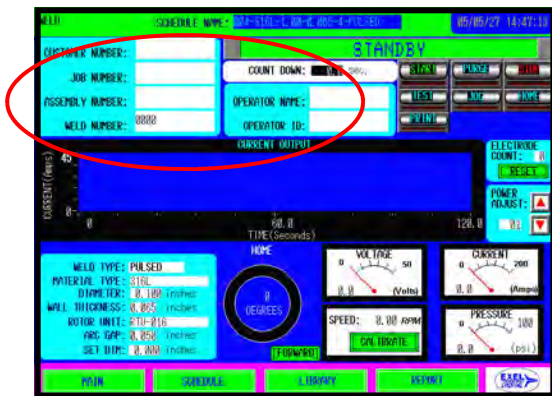 WELD
SCHEDULE NAME:
05/05/27 14:47:18
STANDBY
CUSTOMER NUMBER:
JOB NUMBER:
ASSEMBLY NUMBER:
WELD NUMBER: 0000
COUNT DOWN: sec.
OPERATOR NAME:
OPERATOR ID:
START
PURGE
TEST
JOG
HOME
PRINT
CURRENT OUTPUT
ELECTRODE
COUNT: 0
RESET
POWER
ADJUST:
CURRENT(Amps)
45
0
0
60.0
120.0
TIME(Seconds)
WELD TYPE: PULSED
MATERIAL TYPE: 316L
DIAMETER: 0.100 inches
WALL THICKNESS: 0.065 inches
ROTOR UNIT: RTU-016
ARC GAP: 0.050 inches
SET DIM: 0.000 inches
HOME
0
DEGREES
FORWARD
VOLTAGE
0
50
0.0
(Volts)
CURRENT
0
200
0.0
(Amps)
SPEED: 0.00 RPM
CALIBRATE
PRESSURE
0
100
0.0
(psi)
MAIN
SCHEDULE
LIBRARY
REPORT